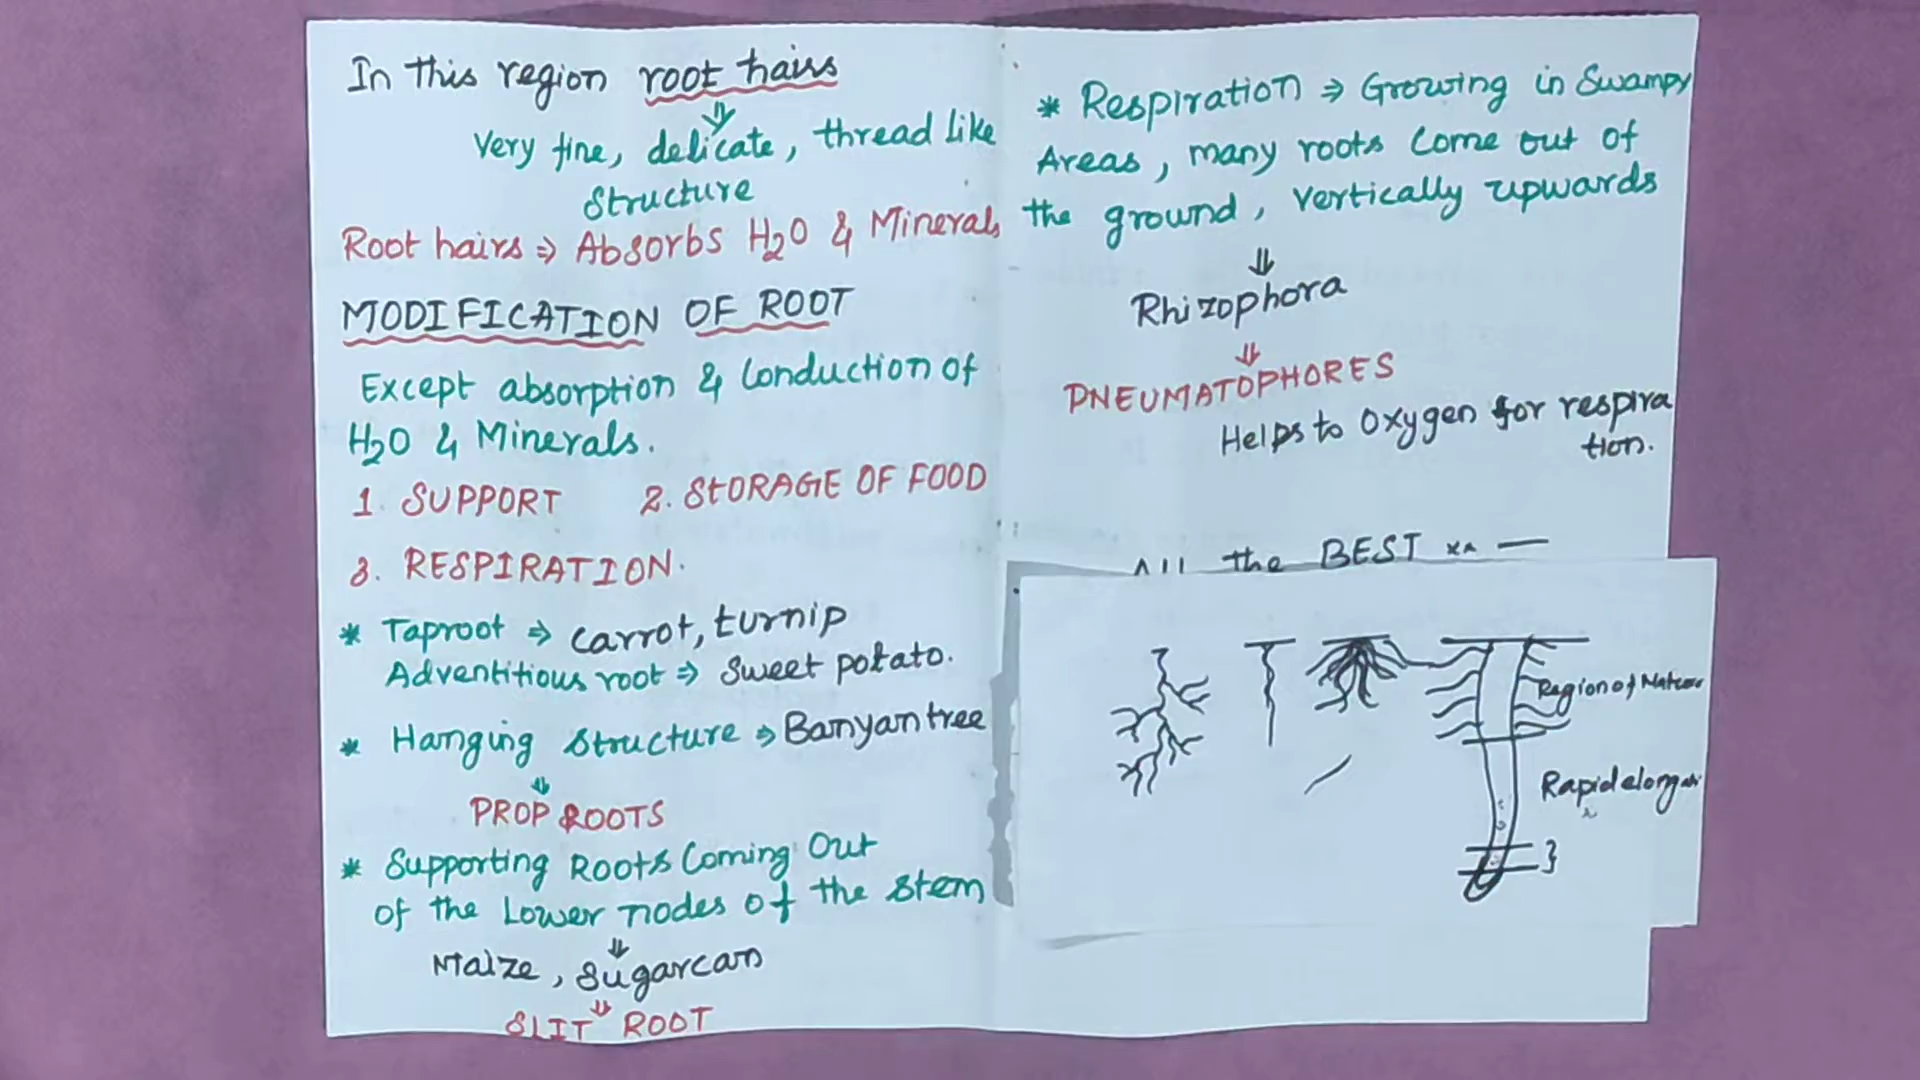 In this region root hairs
⇓
Very fine, delicate, thread like
Structure
Root hairs ⇒ Absorbs H₂O & Minerals
MODIFICATION OF ROOT
Except absorption & Conduction of
H₂O & Minerals.
1. SUPPORT 2. STORAGE OF FOOD
3. RESPIRATION.
* Taproot ⇒ carrot, turnip
Adventitious root ⇒ Sweet potato.
* Hanging Structure ⇒ Banyan tree
⇓
PROP ROOTS
* Supporting Roots Coming Out
of the Lower nodes of the stem
⇓
Maize, Sugarcan
⇓
SLIT ROOT
* Respiration ⇒ Growing in Swampy
Areas, many roots Come out of
the ground, Vertically upwards
⇓
Rhizophora
⇓
PNEUMATOPHORES
Helps to Oxygen for respira
tion.
All the BEST
Region of
Rapid